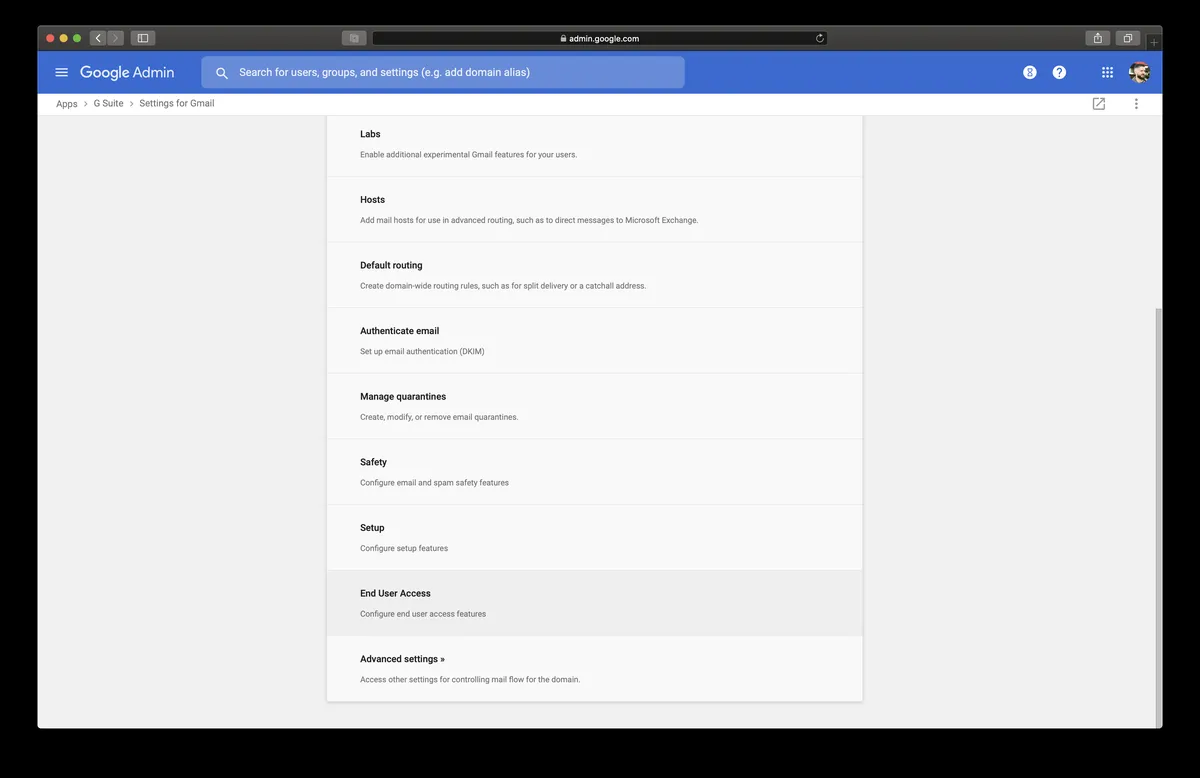 admin.google.com
Google Admin
Search for users, groups, and settings (e.g. add domain alias)
Apps > G Suite > Settings for Gmail
Labs
Enable additional experimental Gmail features for your users.
Hosts
Add mail hosts for use in advanced routing, such as to direct messages to Microsoft Exchange.
Default routing
Create domain-wide routing rules, such as for split delivery or a catchall address.
Authenticate email
Set up email authentication (DKIM)
Manage quarantines
Create, modify, or remove email quarantines.
Safety
Configure email and spam safety features
Setup
Configure setup features
End User Access
Configure end user access features
Advanced settings »
Access other settings for controlling mail flow for the domain.